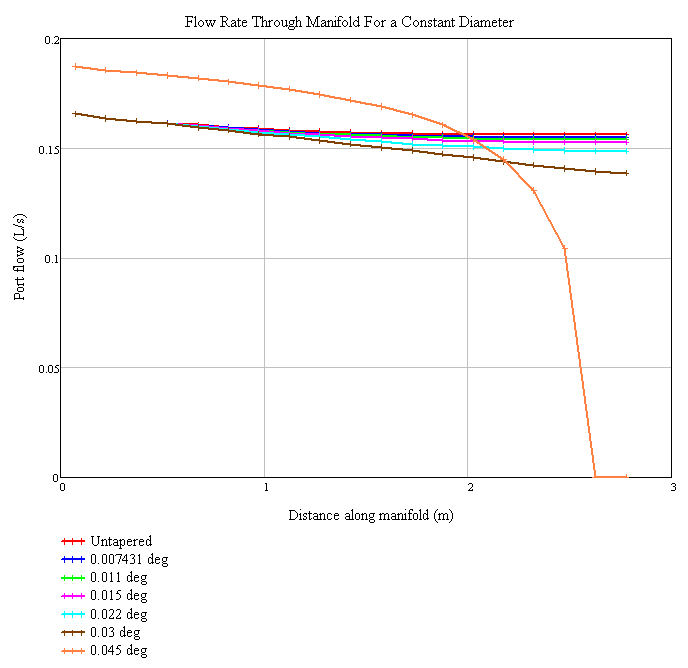 Flow Rate Through Manifold For a Constant Diameter
0.2
0.15
0.1
0.05
0
0
1
2
3
Port flow (L/s)
Distance along manifold (m)
Untapered
0.007431 deg
0.011 deg
0.015 deg
0.022 deg
0.03 deg
0.045 deg